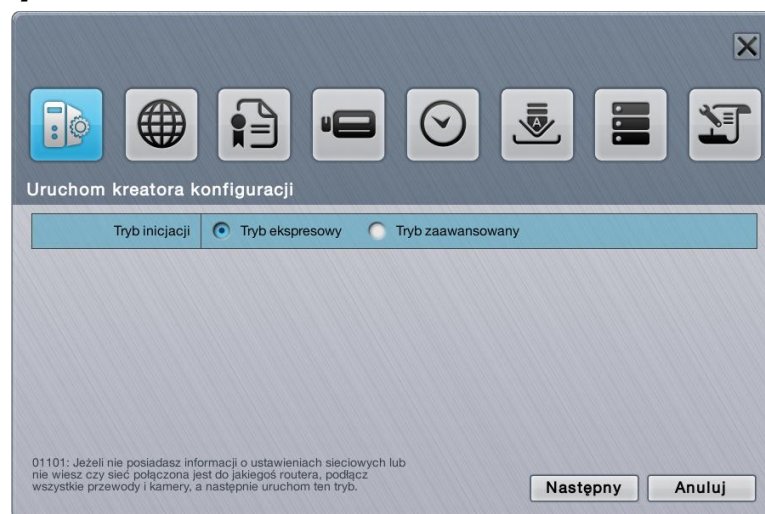 Uruchom kreatora konfiguracji
Tryb inicjacji Tryb ekspresowy Tryb zaawansowany
01101: Jeżeli nie posiadasz informacji o ustawieniach sieciowych lub
nie wiesz czy sieć połączona jest do jakiegoś routera, podłącz
wszystkie przewody i kamery, a następnie uruchom ten tryb.
Następny Anuluj